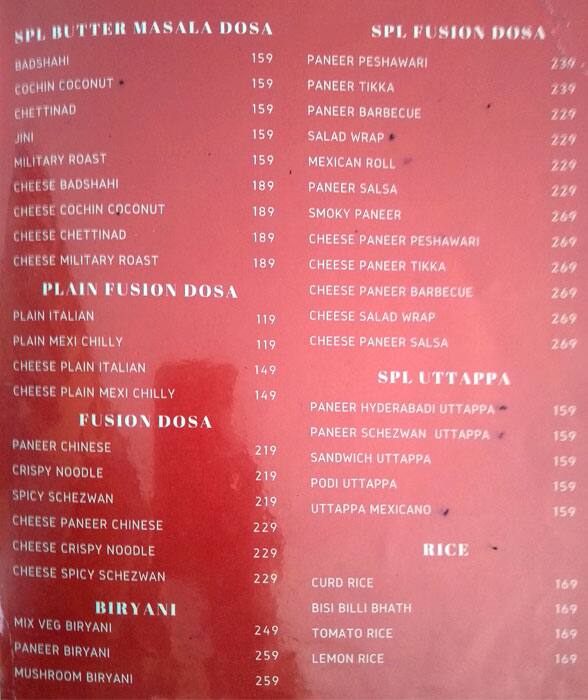 SPL BUTTER MASALA DOSA
BADSHAHI 159
COCHIN COCONUT 159
CHETTINAD 159
JINI 159
MILITARY ROAST 159
CHEESE BADSHAHI 189
CHEESE COCHIN COCONUT 189
CHEESE CHETTINAD 189
CHEESE MILITARY ROAST 189
PLAIN FUSION DOSA
PLAIN ITALIAN 119
PLAIN MEXI CHILLY 119
CHEESE PLAIN ITALIAN 149
CHEESE PLAIN MEXI CHILLY 149
FUSION DOSA
PANEER CHINESE 219
CRISPY NOODLE 219
SPICY SCHEZWAN 219
CHEESE PANEER CHINESE 229
CHEESE CRISPY NOODLE 229
CHEESE SPICY SCHEZWAN 229
BIRYANI
MIX VEG BIRYANI 249
PANEER BIRYANI 259
MUSHROOM BIRYANI 259
SPL FUSION DOSA
PANEER PESHAWARI 239
PANEER TIKKA 239
PANEER BARBECUE 229
SALAD WRAP 229
MEXICAN ROLL 229
PANEER SALSA 229
SMOKY PANEER 269
CHEESE PANEER PESHAWARI 269
CHEESE PANEER TIKKA 269
CHEESE PANEER BARBECUE 269
CHEESE SALAD WRAP 269
CHEESE PANEER SALSA 269
SPL UTTAPPA
PANEER HYDERABADI UTTAPPA 159
PANEER SCHEZWAN UTTAPPA 159
SANDWICH UTTAPPA 159
PODI UTTAPPA 159
UTTAPPA MEXICANO 159
RICE
CURD RICE 169
BISI BILLI BHATH 169
TOMATO RICE 169
LEMON RICE 169